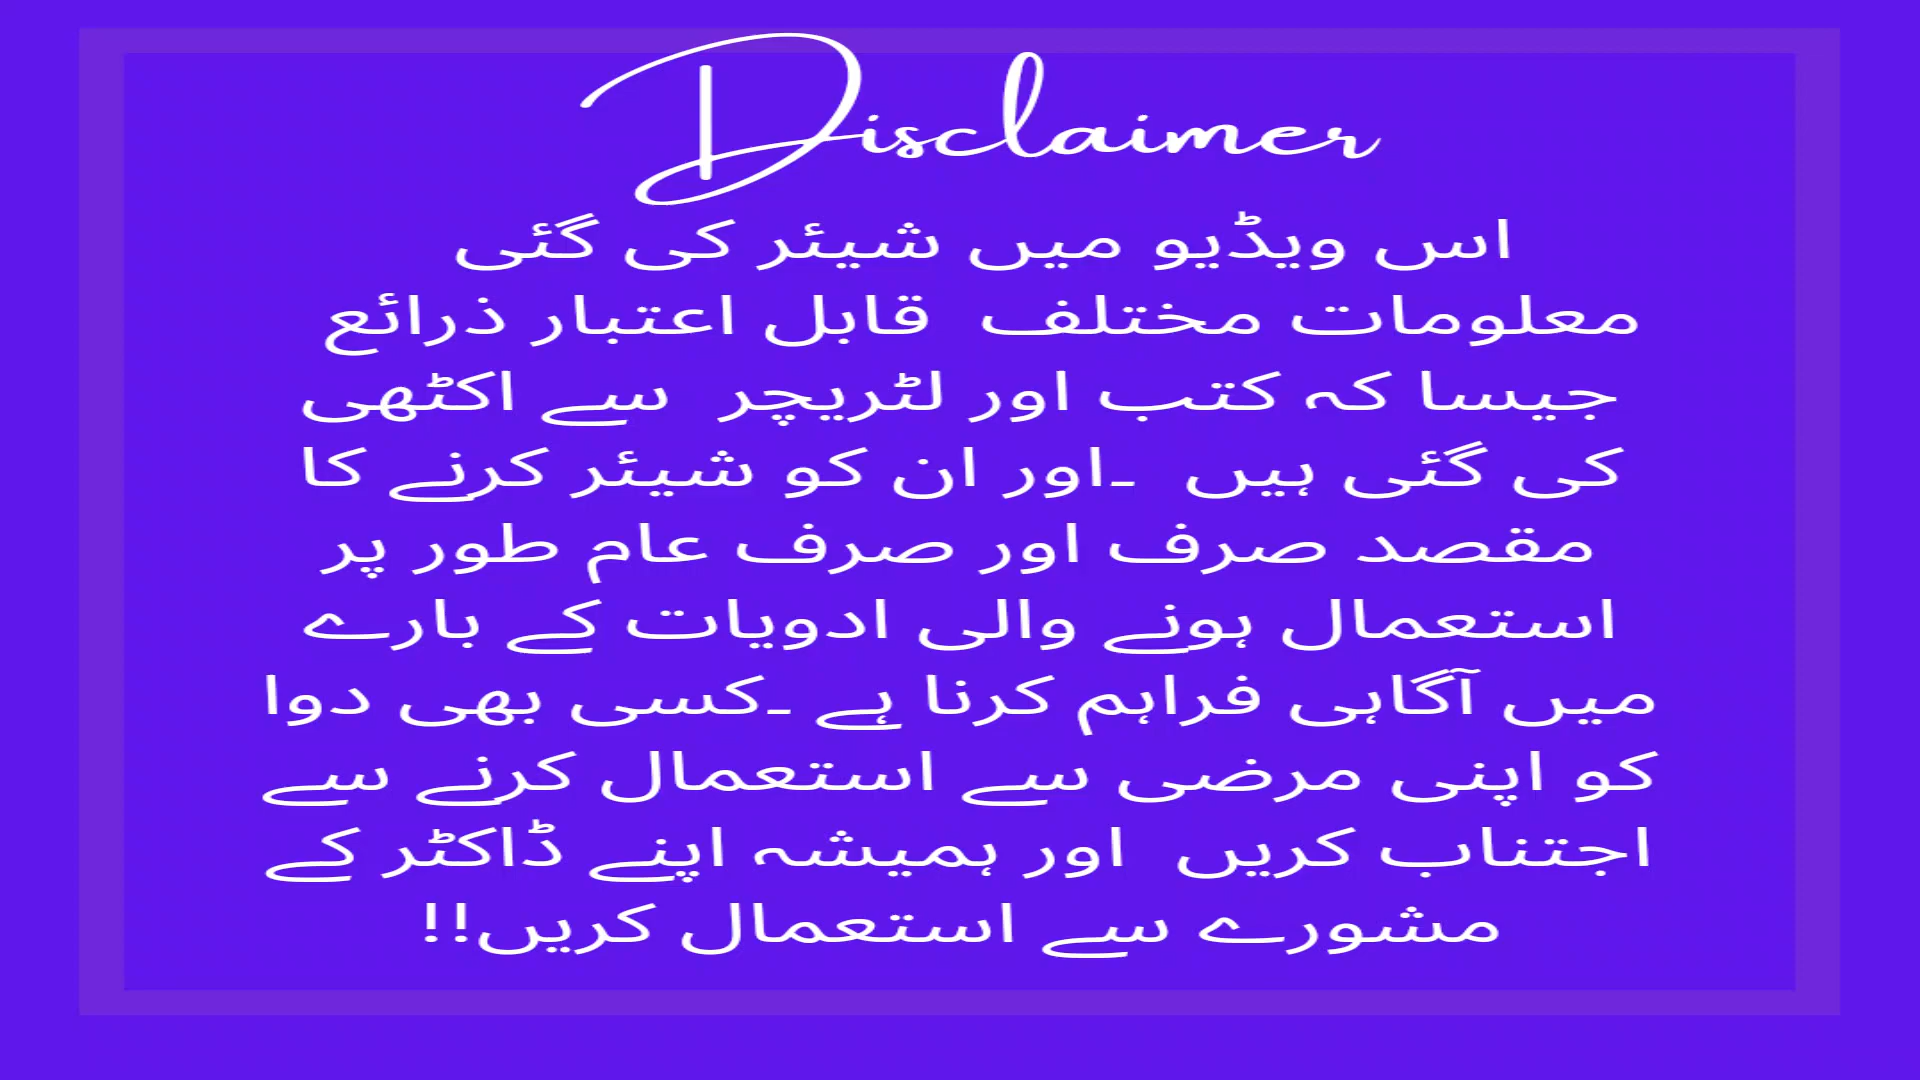 Disclaimer
اس ویڈیو میں شیئر کی گئی
معلومات مختلف  قابل اعتبار ذرائع
جیسا کہ کتب اور لٹریچر  سے اکٹھی
کی گئی ہیں  ۔اور ان کو شیئر کرنے کا
مقصد صرف اور صرف عام طور پر
استعمال ہونے والی ادویات کے بارے
میں آگاہی فراہم کرنا ہے ۔کسی بھی دوا
کو اپنی مرضی سے استعمال کرنے سے
اجتناب کریں  اور ہمیشہ اپنے ڈاکٹر کے
مشورے سے استعمال کریں!!